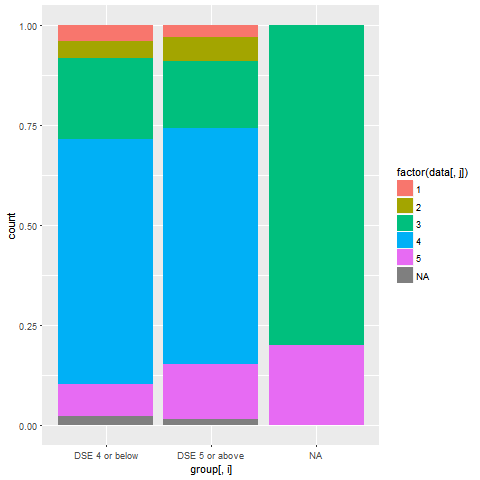 1.00
0.75
0.50
0.25
0.00
count
DSE 4 or below
DSE 5 or above
NA
group[, i]
factor(data[, j])
1
2
3
4
5
NA